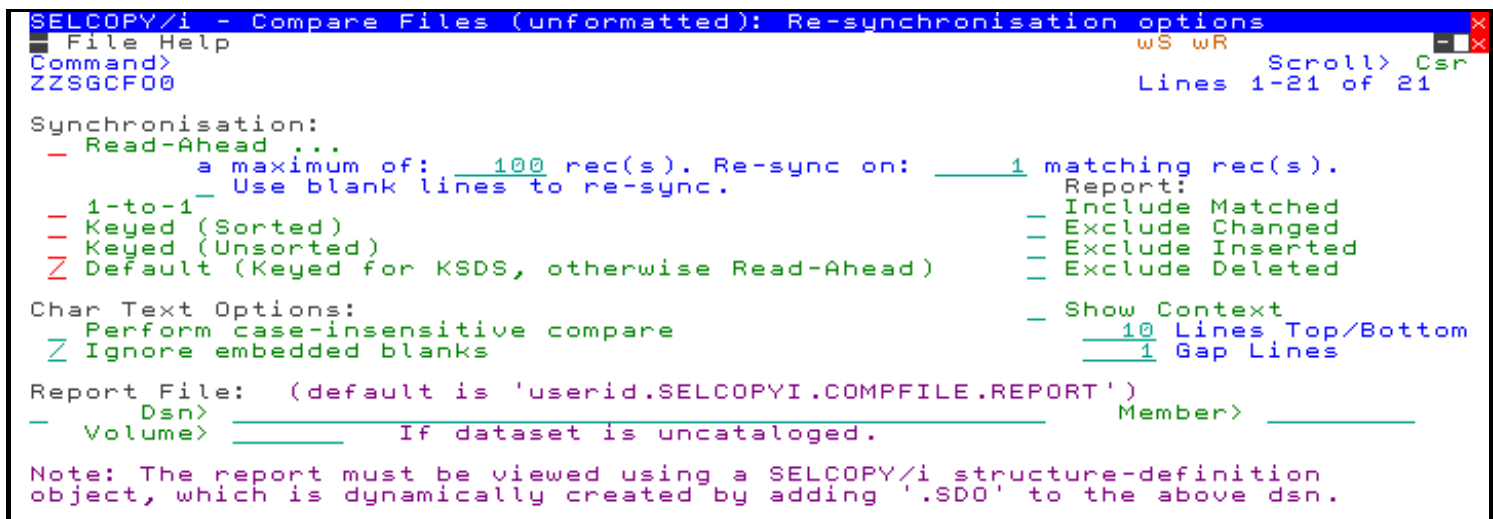 SELCOPY/i - Compare Files (unformatted): Re-synchronisation options x
File Help wS wR - x
Command> Scroll> Csr
ZZSGCFO0 Lines 1-21 of 21
Synchronisation:
_ Read-Ahead ...
a maximum of: 100 rec(s). Re-sync on: 1 matching rec(s).
_ Use blank lines to re-sync. Report:
_ 1-to-1 _ Include Matched
_ Keyed (Sorted) _ Exclude Changed
_ Keyed (Unsorted) _ Exclude Inserted
/ Default (Keyed for KSDS, otherwise Read-Ahead) _ Exclude Deleted
Char Text Options: _ Show Context
_ Perform case-insensitive compare 10 Lines Top/Bottom
/ Ignore embedded blanks 1 Gap Lines
Report File: (default is 'userid.SELCOPYI.COMPFILE.REPORT')
_ Dsn> Member>
Volume> If dataset is uncataloged.
Note: The report must be viewed using a SELCOPY/i structure-definition
object, which is dynamically created by adding '.SDO' to the above dsn.